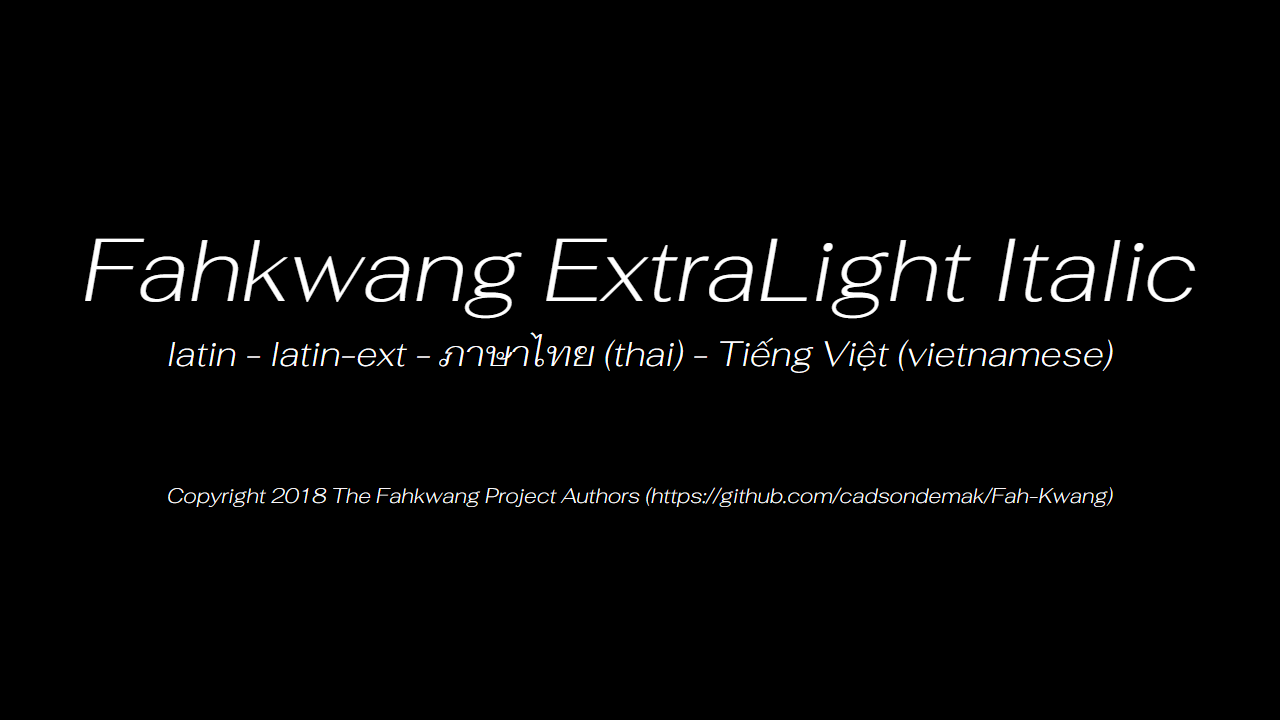 Fahkwang ExtraLight Italic
latin - latin-ext - ภาษาไทย (thai) - Tiếng Việt (vietnamese)
Copyright 2018 The Fahkwang Project Authors (https://github.com/cadsondemak/Fah-Kwang)